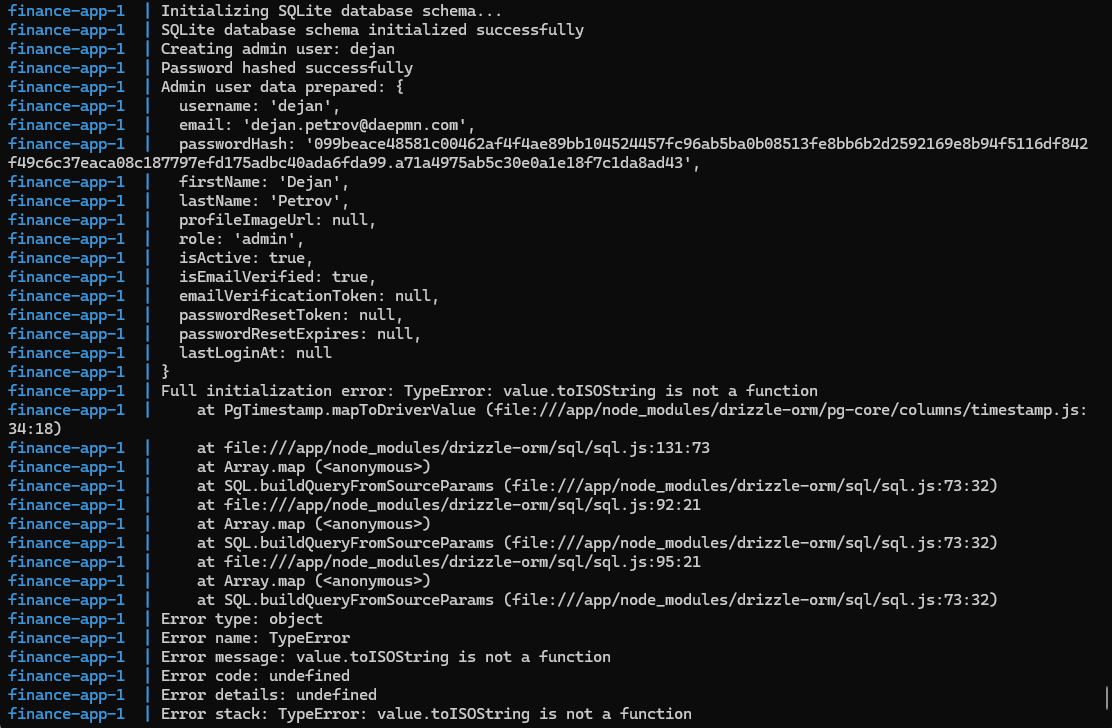 finance-app-1  | Initializing SQLite database schema...
finance-app-1  | SQLite database schema initialized successfully
finance-app-1  | Creating admin user: dejan
finance-app-1  | Password hashed successfully
finance-app-1  | Admin user data prepared: {
finance-app-1  |   username: 'dejan',
finance-app-1  |   email: 'dejan.petrov@daepmn.com',
finance-app-1  |   passwordHash: '099beace48581c00462af4f4ae89bb104524457fc96ab5ba0b08513fe8bb6b2d2592169e8b94f5116df842
f49c6c37eaca08c187797efd175adbc40ada6fda99.a71a4975ab5c30e0a1e18f7c1da8ad43',
finance-app-1  |   firstName: 'Dejan',
finance-app-1  |   lastName: 'Petrov',
finance-app-1  |   profileImageUrl: null,
finance-app-1  |   role: 'admin',
finance-app-1  |   isActive: true,
finance-app-1  |   isEmailVerified: true,
finance-app-1  |   emailVerificationToken: null,
finance-app-1  |   passwordResetToken: null,
finance-app-1  |   passwordResetExpires: null,
finance-app-1  |   lastLoginAt: null
finance-app-1  | }
finance-app-1  | Full initialization error: TypeError: value.toISOString is not a function
finance-app-1  |     at PgTimestamp.mapToDriverValue (file:///app/node_modules/drizzle-orm/pg-core/columns/timestamp.js:
34:18)
finance-app-1  |     at file:///app/node_modules/drizzle-orm/sql/sql.js:131:73
finance-app-1  |     at Array.map (<anonymous>)
finance-app-1  |     at SQL.buildQueryFromSourceParams (file:///app/node_modules/drizzle-orm/sql/sql.js:73:32)
finance-app-1  |     at file:///app/node_modules/drizzle-orm/sql/sql.js:92:21
finance-app-1  |     at Array.map (<anonymous>)
finance-app-1  |     at SQL.buildQueryFromSourceParams (file:///app/node_modules/drizzle-orm/sql/sql.js:73:32)
finance-app-1  |     at file:///app/node_modules/drizzle-orm/sql/sql.js:95:21
finance-app-1  |     at Array.map (<anonymous>)
finance-app-1  |     at SQL.buildQueryFromSourceParams (file:///app/node_modules/drizzle-orm/sql/sql.js:73:32)
finance-app-1  | Error type: object
finance-app-1  | Error name: TypeError
finance-app-1  | Error message: value.toISOString is not a function
finance-app-1  | Error code: undefined
finance-app-1  | Error details: undefined
finance-app-1  | Error stack: TypeError: value.toISOString is not a function